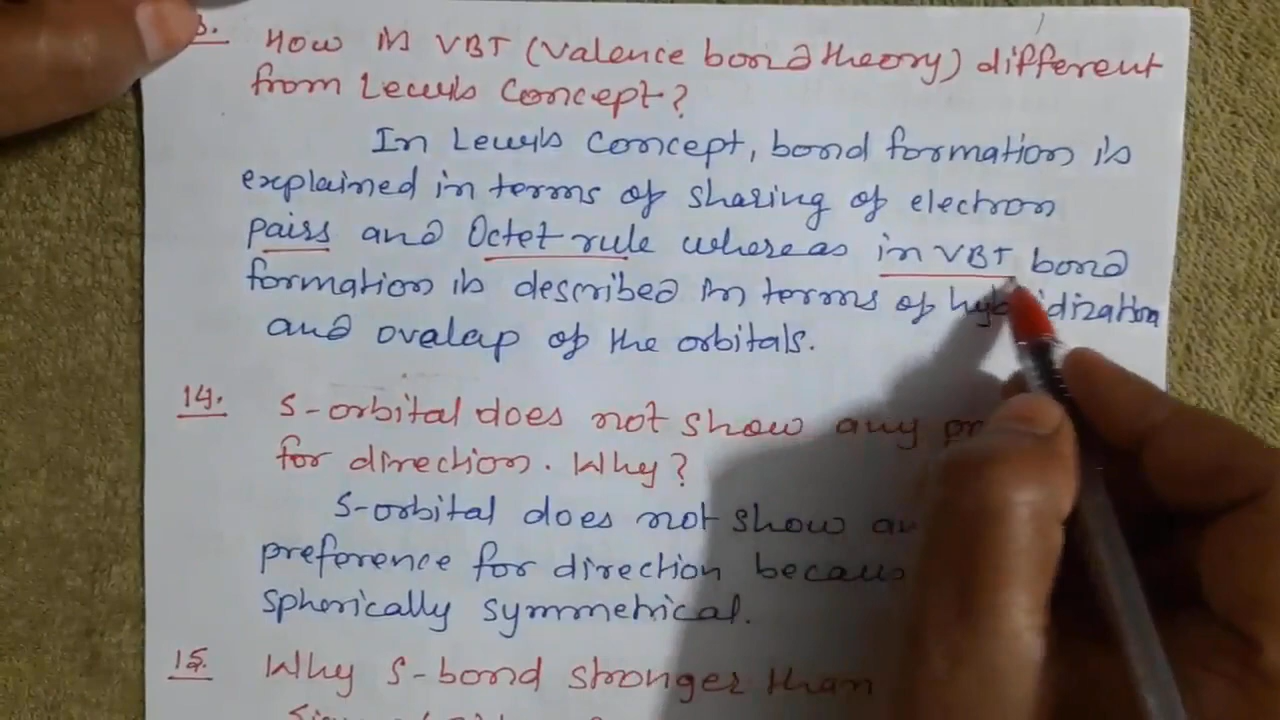 How is VBT (valence bond theory) different
from Lewis concept?
In Lewis concept, bond formation is
explained in terms of sharing of electron
pairs and Octet rule whereas in VBT bond
formation is described in terms of hybridization
and ovalap of the orbitals.
14. S-orbital does not show any
for direction. Why?
S-orbital does not show
preference for direction
spherically symmetrical.
15. Why S-bond stronger than